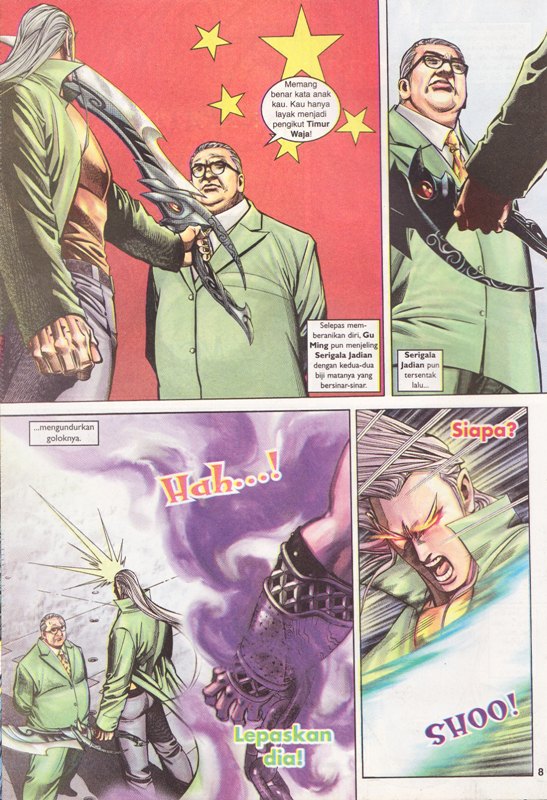 Memang
benar kata anak
kau. Kau hanya
layak menjadi
pengikut Timur
Waja!
Selepas mem-
beranikan diri, Gu
Ming pun menjeling
Serigala Jadian
dengan kedua-dua
biji matanya yang
bersinar-sinar.
Serigala
Jadian pun
tersentak
lalu...
...mengundurkan
goloknya.
Hah...!
Lepaskan
dia!
Siapa?
SHOO!
8